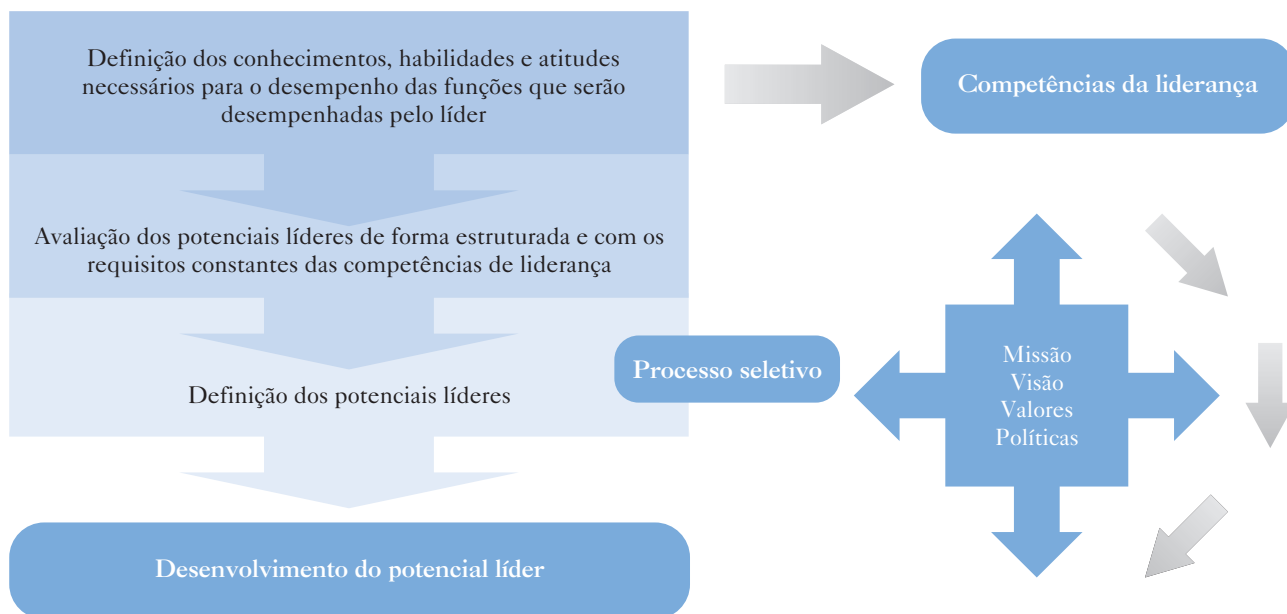 Definição dos conhecimentos, habilidades e atitudes
necessários para o desempenho das funções que serão
desempenhadas pelo líder
Competências da liderança
Avaliação dos potenciais líderes de forma estruturada e com os
requisitos constantes das competências de liderança
Definição dos potenciais líderes
Processo seletivo
Missão
Visão
Valores
Políticas
Desenvolvimento do potencial líder